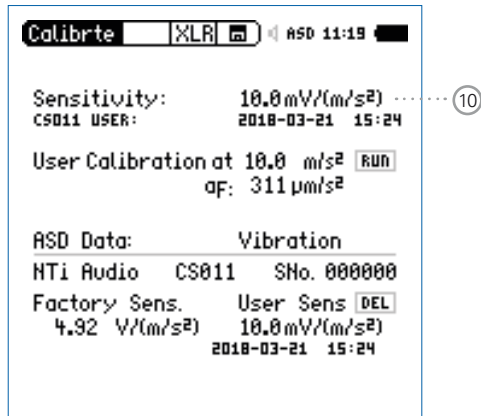 Calibrte XLR ASD 11:19
Sensitivity: 10.0mV/(m/s²) 10
CS011 USER: 2018-03-21 15:24
User Calibration at 10.0 m/s² RUN
aF: 311µm/s²
ASD Data: Vibration
NTi Audio CS011 SNo. 000000
Factory Sens. User Sens DEL
4.92 V/(m/s²) 10.0mV/(m/s²)
2018-03-21 15:24